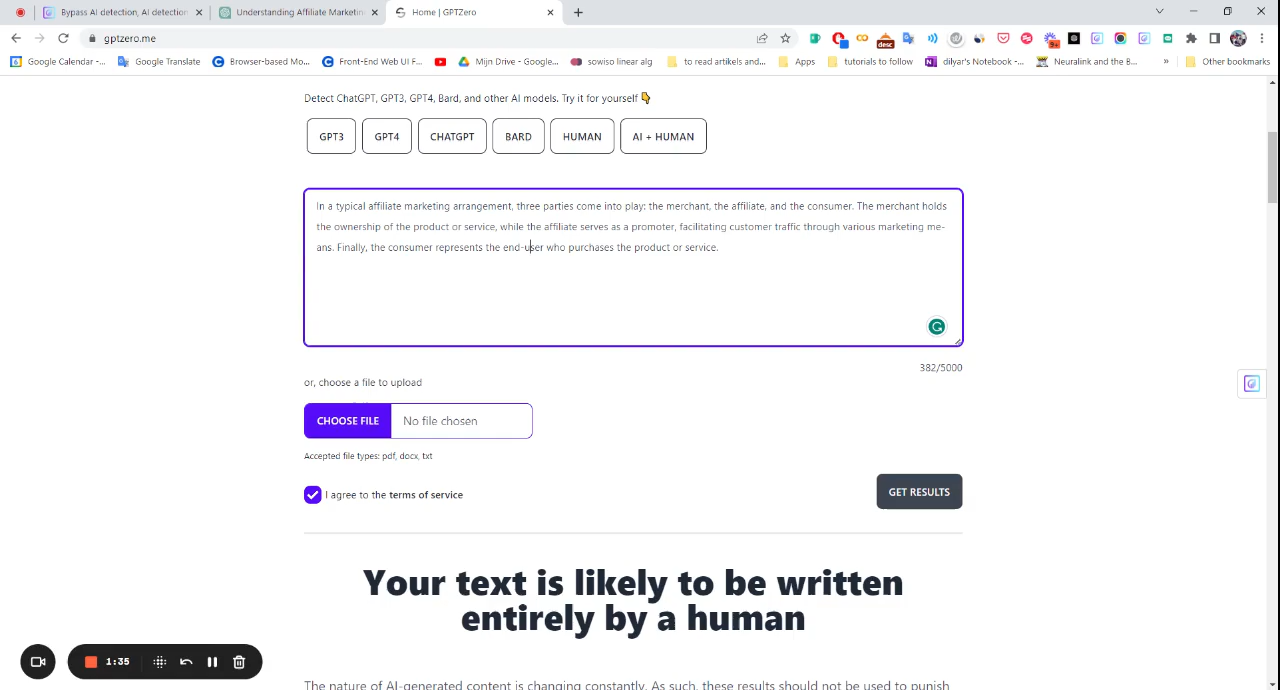 Bypass AI detection, AI detection
Understanding Affiliate Marketin
Home | GPTZero
gptzero.me
desc
9+
Google Calendar -...
Google Translate
Browser-based Mo...
Front-End Web UI F...
Mijn Drive - Google...
sowiso linear alg
to read artikels and...
Apps
tutorials to follow
dilyar's Notebook -...
Neuralink and the B...
»
Other bookmarks
Detect ChatGPT, GPT3, GPT4, Bard, and other AI models. Try it for yourself 👇
GPT3
GPT4
CHATGPT
BARD
HUMAN
AI + HUMAN
In a typical affiliate marketing arrangement, three parties come into play: the merchant, the affiliate, and the consumer. The merchant holds
the ownership of the product or service, while the affiliate serves as a promoter, facilitating customer traffic through various marketing me-
ans. Finally, the consumer represents the end-user who purchases the product or service.
382/5000
or, choose a file to upload
CHOOSE FILE
No file chosen
Accepted file types: pdf, docx, txt
I agree to the terms of service
GET RESULTS
Your text is likely to be written
entirely by a human
1:35
The nature of AI-generated content is changing constantly. As such, these results should not be used to punish